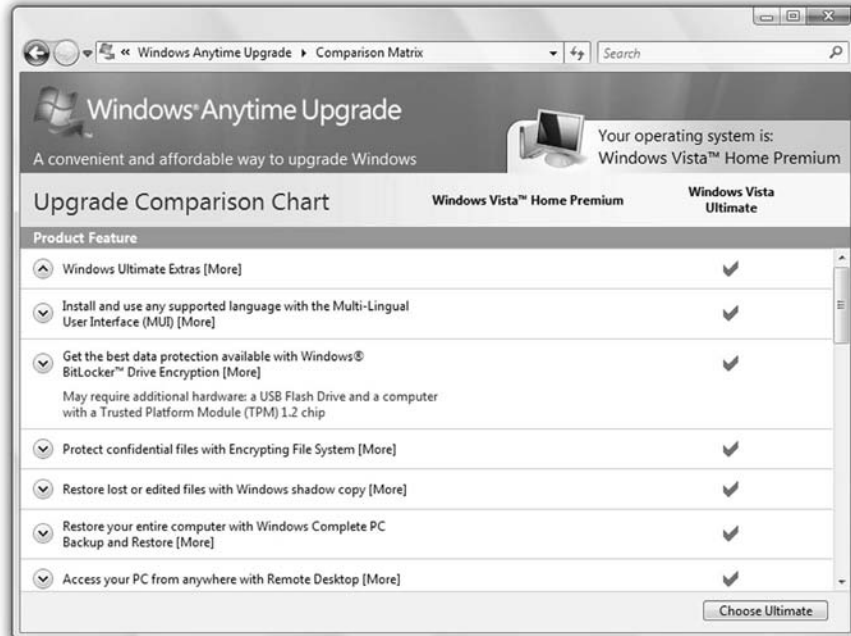 « Windows Anytime Upgrade ▸ Comparison Matrix
Search
Windows® Anytime Upgrade
A convenient and affordable way to upgrade Windows
Your operating system is:
Windows Vista™ Home Premium
Upgrade Comparison Chart
Windows Vista™ Home Premium
Windows Vista
Ultimate
Product Feature
Windows Ultimate Extras [More]
Install and use any supported language with the Multi-Lingual
User Interface (MUI) [More]
Get the best data protection available with Windows®
BitLocker™ Drive Encryption [More]
May require additional hardware: a USB Flash Drive and a computer
with a Trusted Platform Module (TPM) 1.2 chip
Protect confidential files with Encrypting File System [More]
Restore lost or edited files with Windows shadow copy [More]
Restore your entire computer with Windows Complete PC
Backup and Restore [More]
Access your PC from anywhere with Remote Desktop [More]
Choose Ultimate